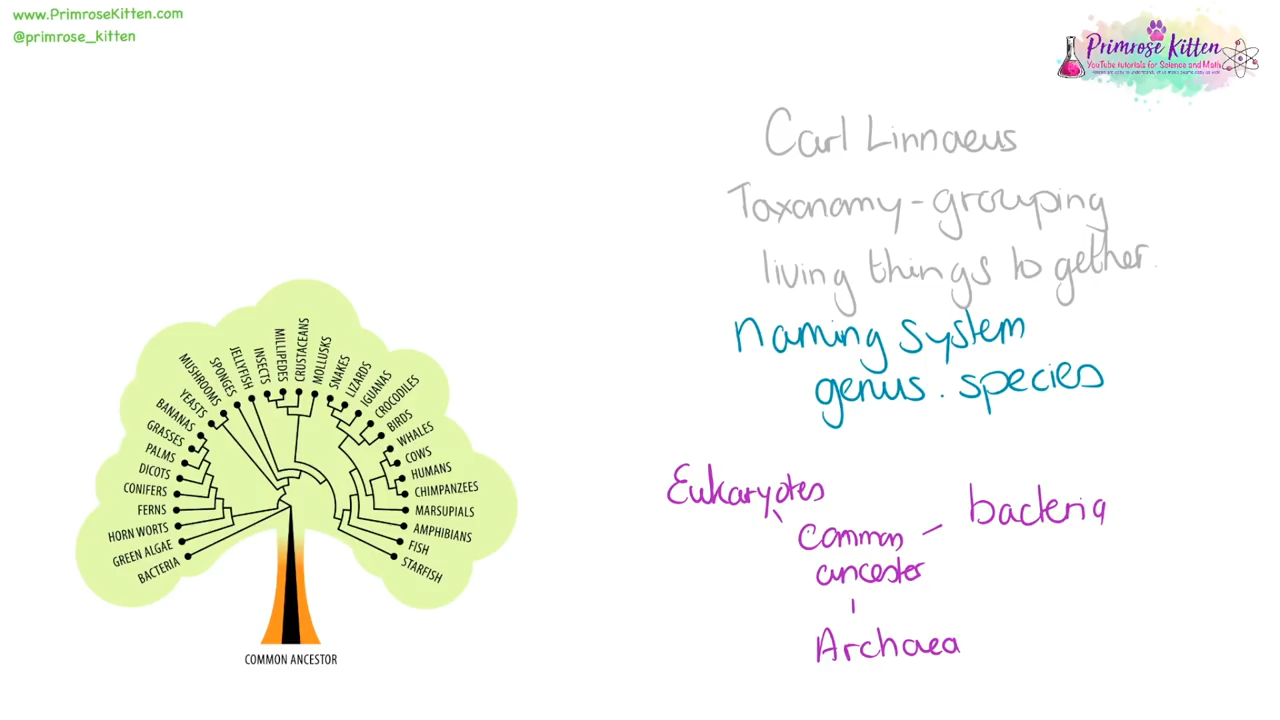 www.PrimroseKitten.com
@primrose_kitten
Primrose Kitten
YouTube tutorials for Science and Math
Carl Linnaeus
Taxonamy - grouping
living things together.
naming system
genus . species
Eukaryotes
bacteria
common
ancester
Archaea
BACTERIA
GREEN ALGAE
HORN WORTS
FERNS
CONIFERS
DICOTS
PALMS
GRASSES
BANANAS
YEASTS
MUSHROOMS
SPONGES
JELLYFISH
INSECTS
MILLIPEDES
CRUSTACEANS
MOLLUSKS
SNAKES
LIZARDS
IGUANAS
CROCODILES
BIRDS
WHALES
COWS
HUMANS
CHIMPANZEES
MARSUPIALS
AMPHIBIANS
FISH
STARFISH
COMMON ANCESTOR